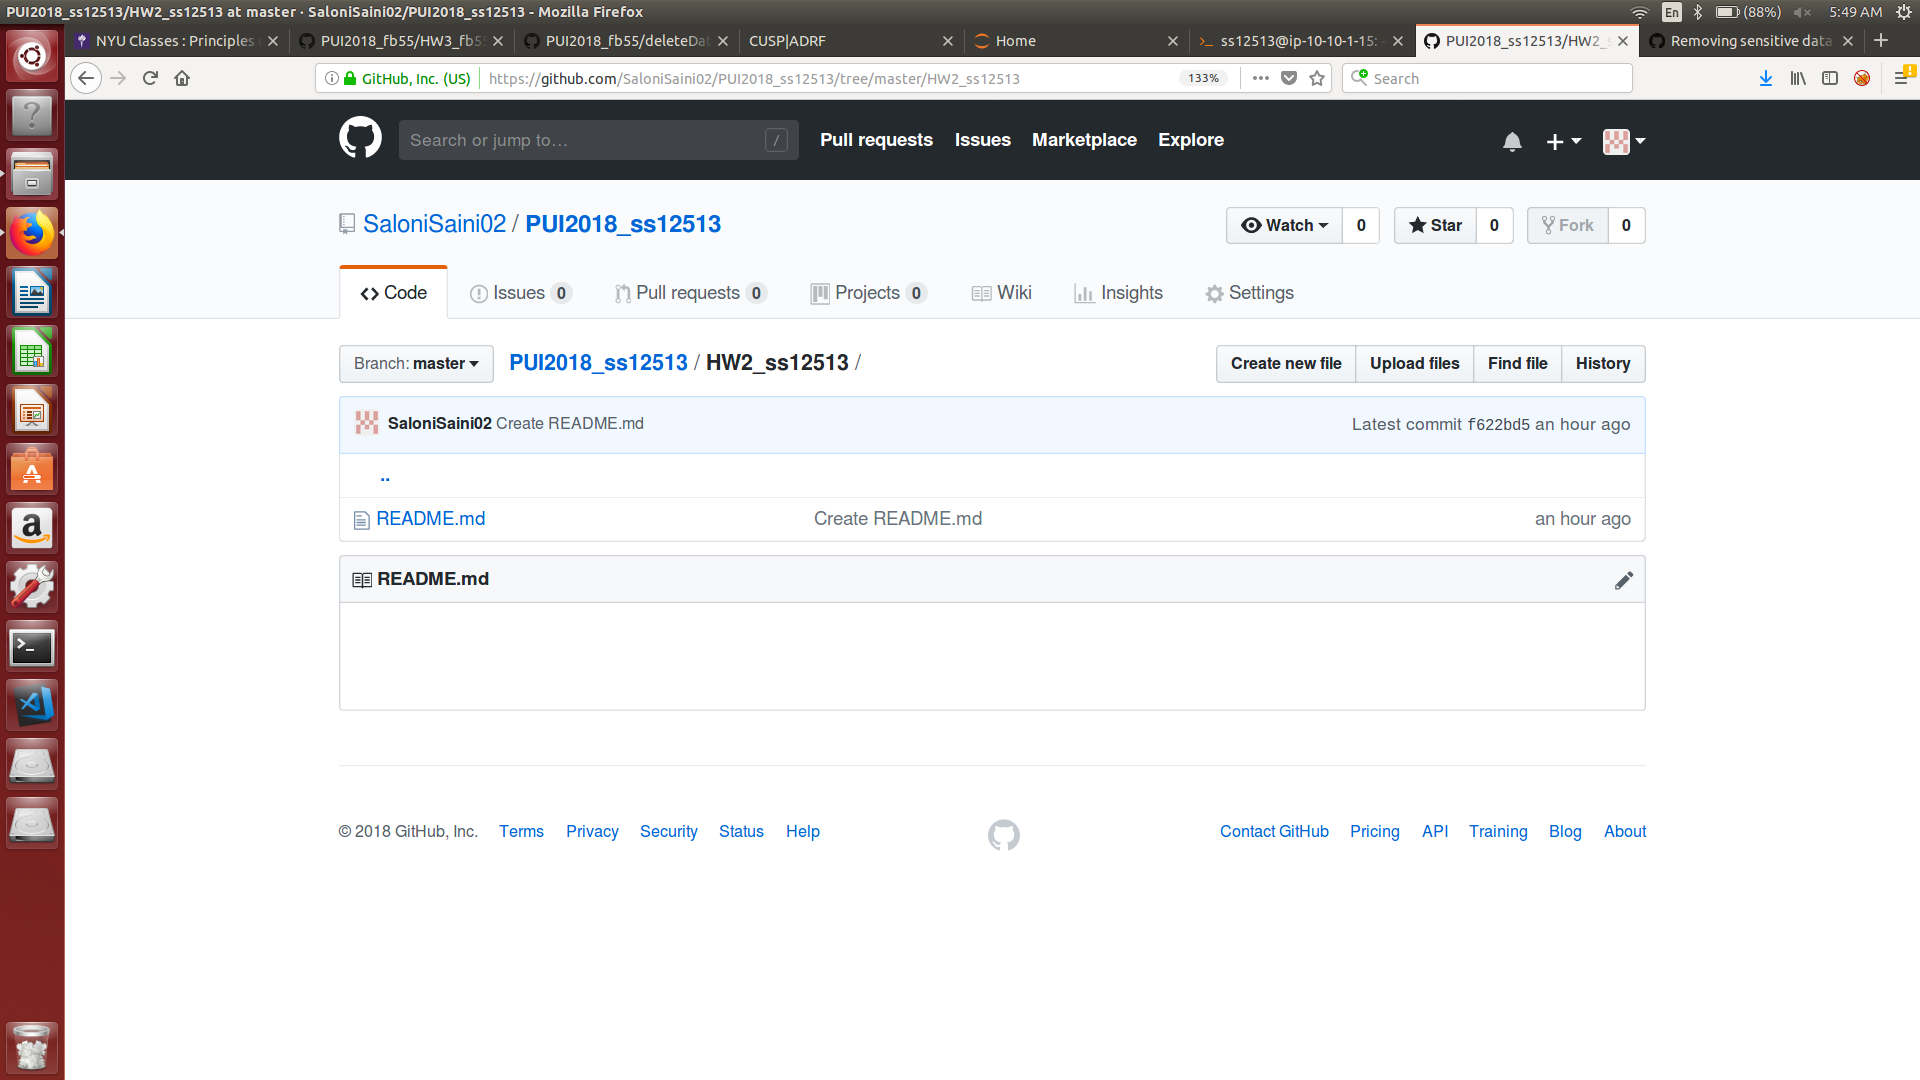 PUI2018_ss12513/HW2_ss12513 at master · SaloniSaini02/PUI2018_ss12513 - Mozilla Firefox
En (88%) 5:49 AM
NYU Classes : Principles
PUI2018_fb55/HW3_fb55
PUI2018_fb55/deleteDat
CUSP|ADRF
Home
ss12513@ip-10-10-1-15: 
PUI2018_ss12513/HW2_s
Removing sensitive data
GitHub, Inc. (US) https://github.com/SaloniSaini02/PUI2018_ss12513/tree/master/HW2_ss12513 133% Search
Search or jump to… / Pull requests Issues Marketplace Explore
SaloniSaini02 / PUI2018_ss12513 Watch 0 Star 0 Fork 0
Code Issues 0 Pull requests 0 Projects 0 Wiki Insights Settings
Branch: master PUI2018_ss12513 / HW2_ss12513 / Create new file Upload files Find file History
SaloniSaini02 Create README.md Latest commit f622bd5 an hour ago
..
README.md Create README.md an hour ago
README.md
© 2018 GitHub, Inc. Terms Privacy Security Status Help Contact GitHub Pricing API Training Blog About